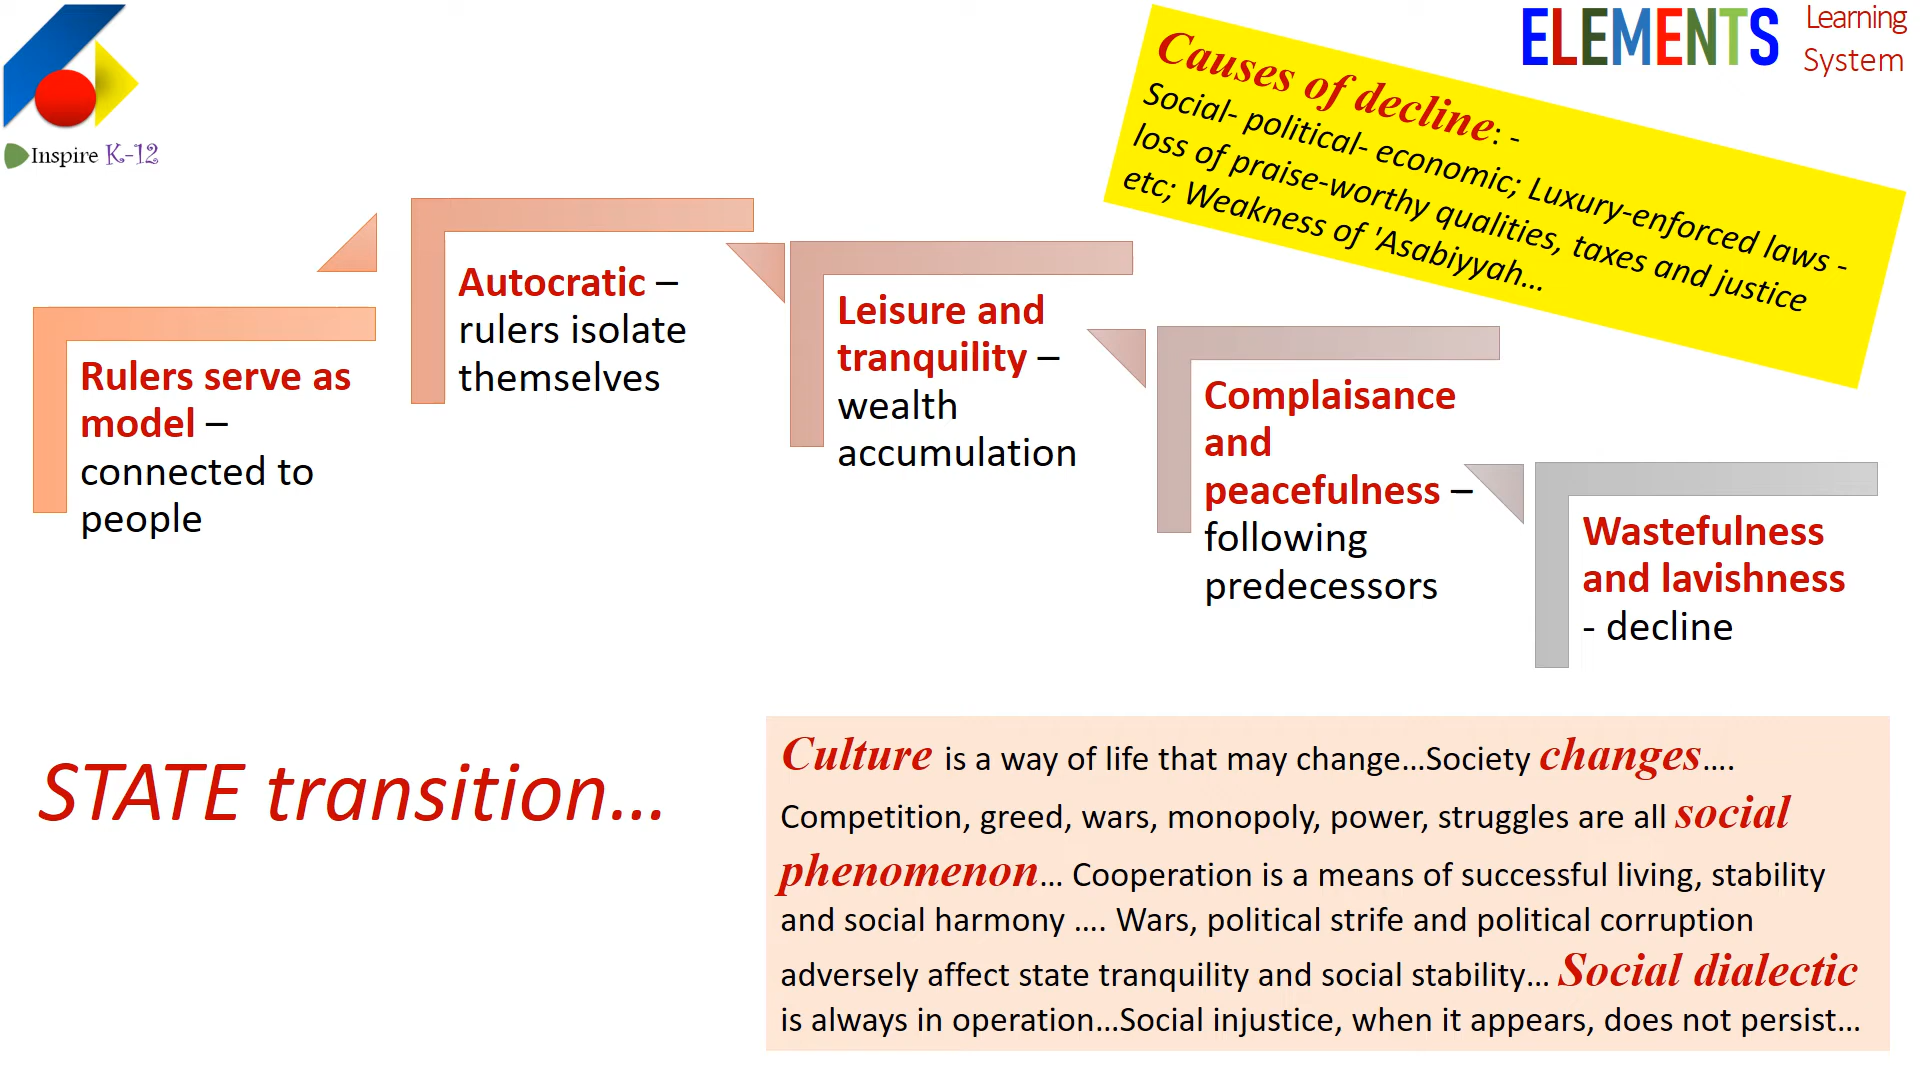 Inspire K-12
ELEMENTS
Learning
System
Causes of decline: -
Social- political- economic; Luxury-enforced laws -
loss of praise-worthy qualities, taxes and justice
etc; Weakness of 'Asabiyyah...
Rulers serve as
model –
connected to
people
Autocratic –
rulers isolate
themselves
Leisure and
tranquility –
wealth
accumulation
Complaisance
and
peacefulness –
following
predecessors
Wastefulness
and lavishness
- decline
STATE transition...
Culture is a way of life that may change...Society changes....
Competition, greed, wars, monopoly, power, struggles are all social
phenomenon... Cooperation is a means of successful living, stability
and social harmony .... Wars, political strife and political corruption
adversely affect state tranquility and social stability... Social dialectic
is always in operation...Social injustice, when it appears, does not persist...